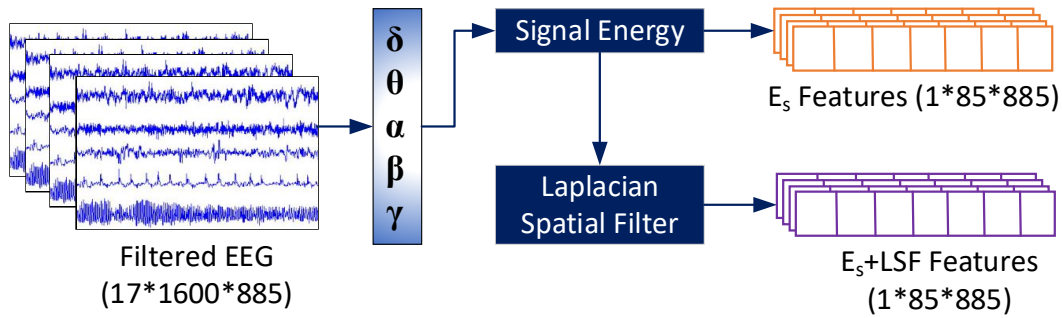 Filtered EEG
(17*1600*885)
δ
θ
α
β
γ
Signal Energy
Laplacian
Spatial Filter
Es Features (1*85*885)
Es+LSF Features
(1*85*885)